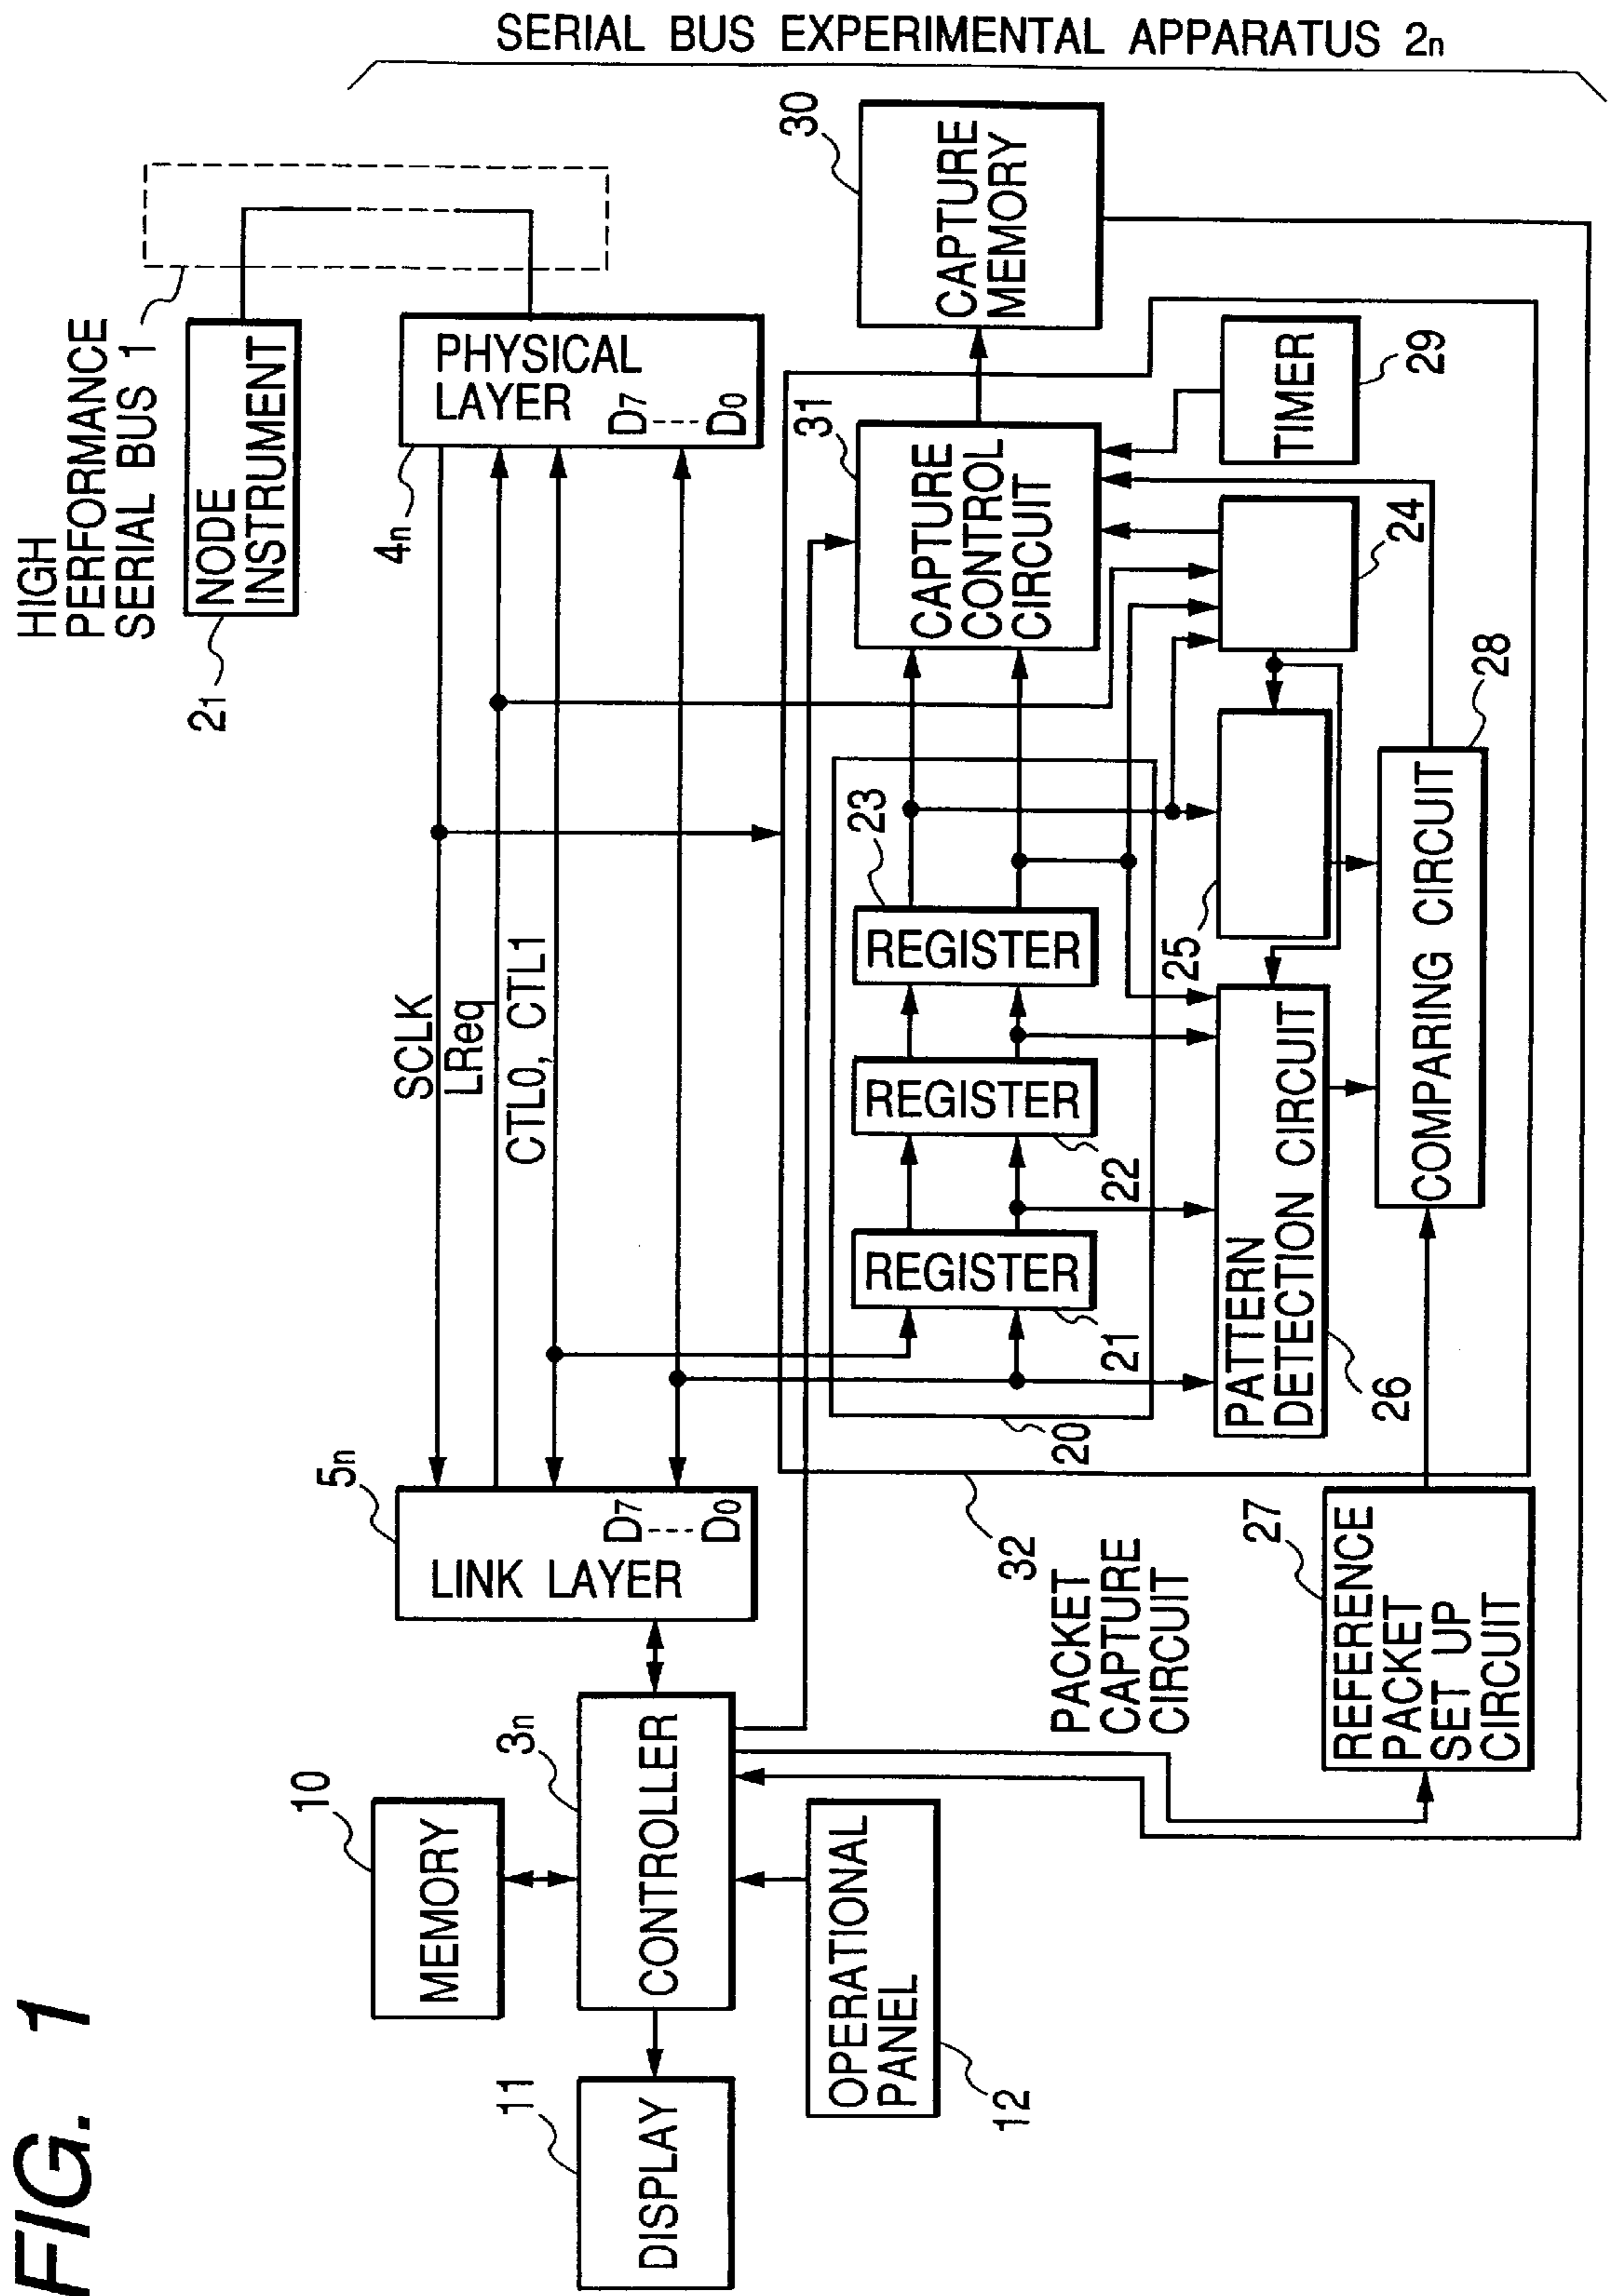 FIG. 1
HIGH
PERFORMANCE
SERIAL BUS 1
21
NODE
INSTRUMENT
SERIAL BUS EXPERIMENTAL APPARATUS 2n
10
MEMORY
11
DISPLAY
3n
CONTROLLER
OPERATIONAL
PANEL
12
5n
LINK LAYER
D7
D0
SCLK
LReq
CTL0, CTL1
4n
PHYSICAL
LAYER
D7
D0
32
PACKET
CAPTURE
CIRCUIT
20
REGISTER
21
REGISTER
22
REGISTER
23
31
CAPTURE
CONTROL
CIRCUIT
30
CAPTURE
MEMORY
PATTERN
DETECTION CIRCUIT
26
25
24
TIMER
29
27
REFERENCE
PACKET
SET UP
CIRCUIT
COMPARING CIRCUIT
28